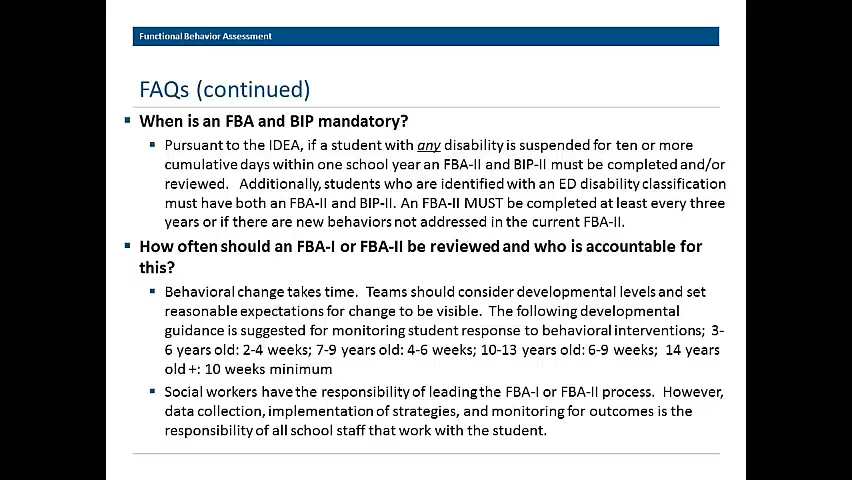 Functional Behavior Assessment
FAQs (continued)
▪ When is an FBA and BIP mandatory?
▪ Pursuant to the IDEA, if a student with any disability is suspended for ten or more
cumulative days within one school year an FBA-II and BIP-II must be completed and/or
reviewed. Additionally, students who are identified with an ED disability classification
must have both an FBA-II and BIP-II. An FBA-II MUST be completed at least every three
years or if there are new behaviors not addressed in the current FBA-II.
▪ How often should an FBA-I or FBA-II be reviewed and who is accountable for
this?
▪ Behavioral change takes time. Teams should consider developmental levels and set
reasonable expectations for change to be visible. The following developmental
guidance is suggested for monitoring student response to behavioral interventions; 3-
6 years old: 2-4 weeks; 7-9 years old: 4-6 weeks; 10-13 years old: 6-9 weeks; 14 years
old +: 10 weeks minimum
▪ Social workers have the responsibility of leading the FBA-I or FBA-II process. However,
data collection, implementation of strategies, and monitoring for outcomes is the
responsibility of all school staff that work with the student.